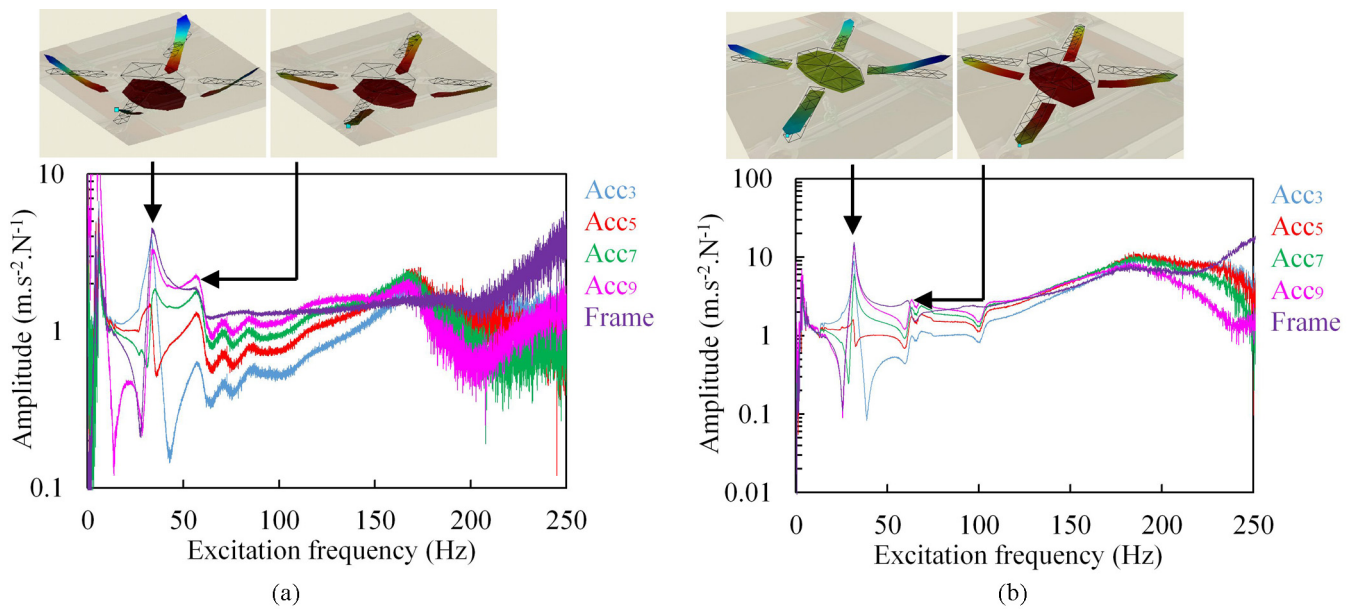 10
1
0.1
Amplitude (m.s-2.N-1)
0 50 100 150 200 250
Excitation frequency (Hz)
Acc3
Acc5
Acc7
Acc9
Frame
(a)
100
10
1
0.1
0.01
Amplitude (m.s-2.N-1)
0 50 100 150 200 250
Excitation frequency (Hz)
Acc3
Acc5
Acc7
Acc9
Frame
(b)